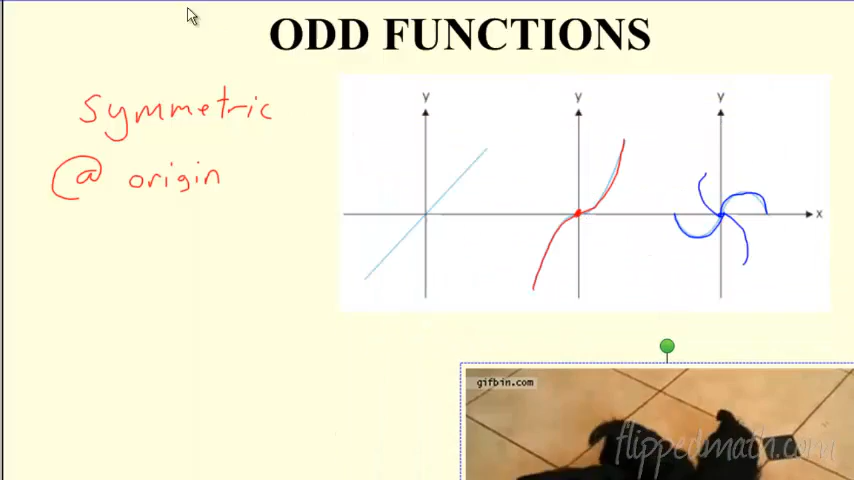 ODD FUNCTIONS
symmetric
@ origin
y y y
x
gifbin.com
flippedmath.com